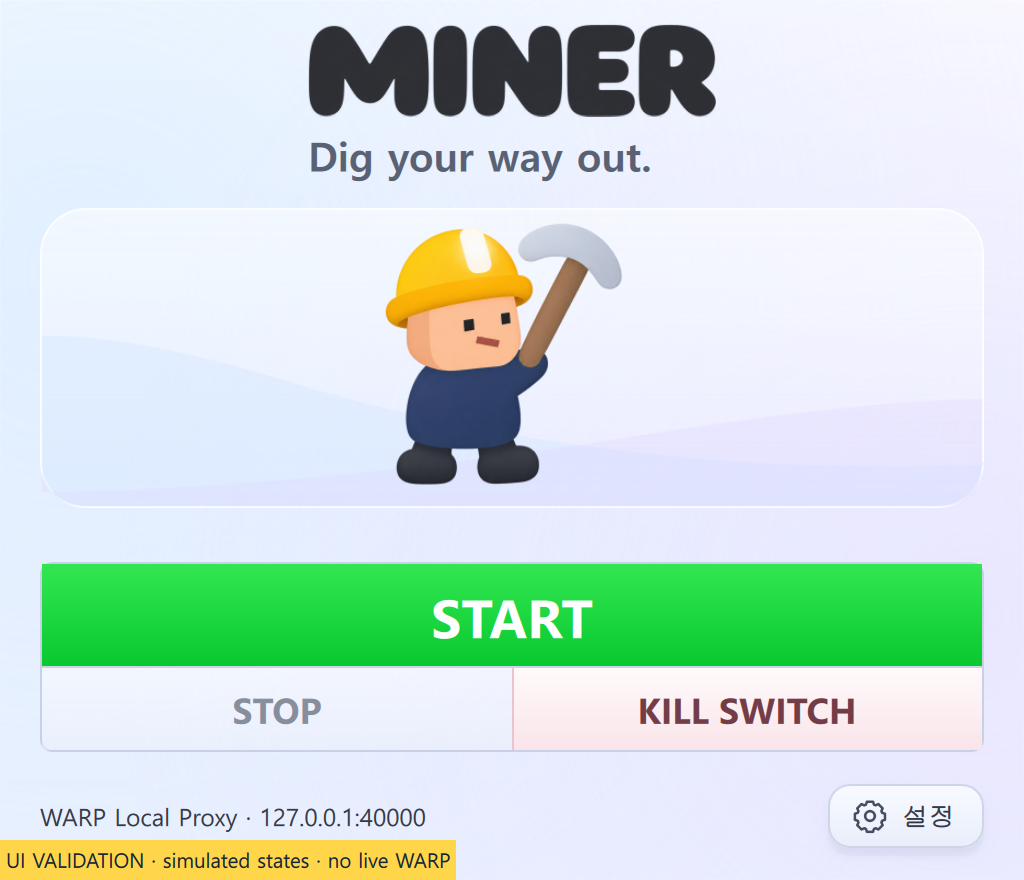 MINER
Dig your way out.
START
STOP
KILL SWITCH
WARP Local Proxy · 127.0.0.1:40000
설정
UI VALIDATION · simulated states · no live WARP